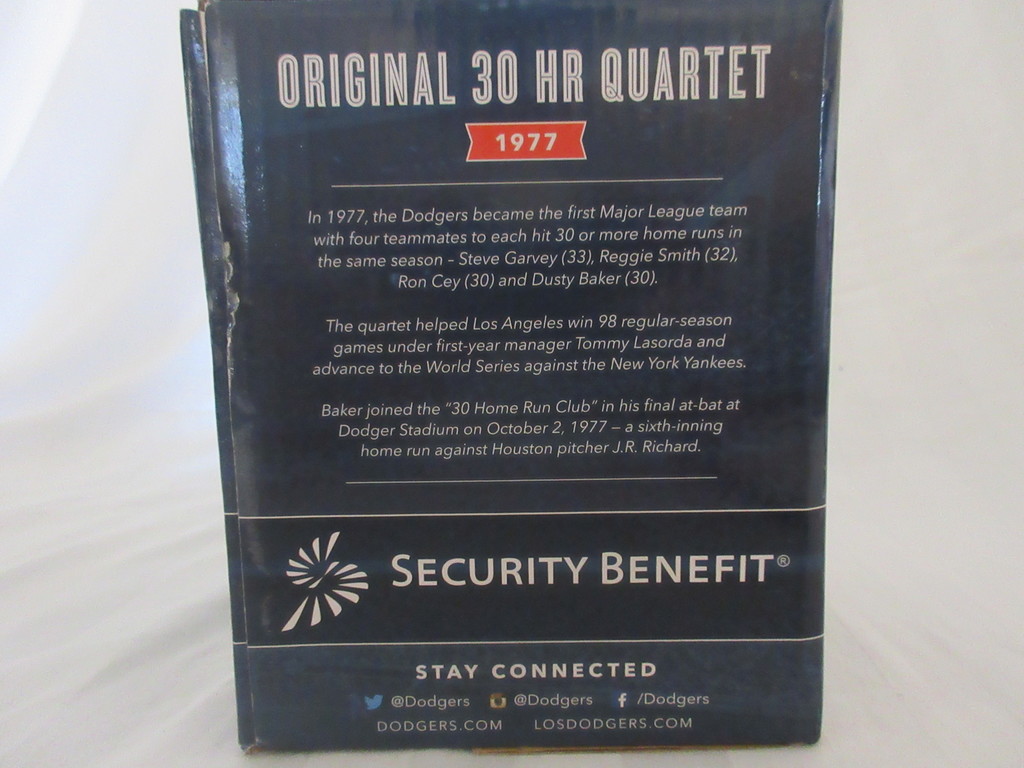 ORIGINAL 30 HR QUARTET
1977
In 1977, the Dodgers became the first Major League team
with four teammates to each hit 30 or more home runs in
the same season – Steve Garvey (33), Reggie Smith (32),
Ron Cey (30) and Dusty Baker (30).
The quartet helped Los Angeles win 98 regular-season
games under first-year manager Tommy Lasorda and
advance to the World Series against the New York Yankees.
Baker joined the “30 Home Run Club” in his final at-bat at
Dodger Stadium on October 2, 1977 – a sixth-inning
home run against Houston pitcher J.R. Richard.
SECURITY BENEFIT®
STAY CONNECTED
@Dodgers @Dodgers f /Dodgers
DODGERS.COM LOSDODGERS.COM